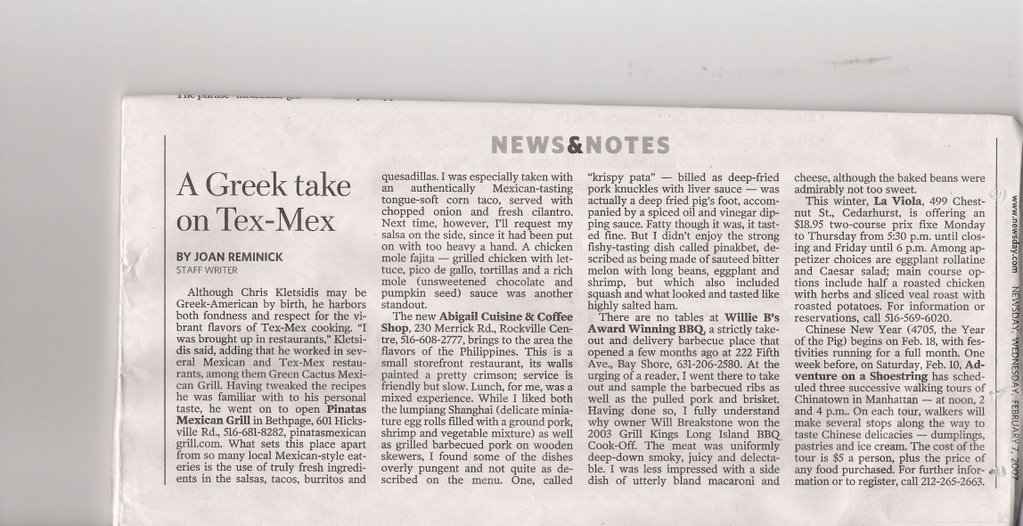 NEWS&NOTES
A Greek take
on Tex-Mex
BY JOAN REMINICK
STAFF WRITER
Although Chris Kletsidis may be
Greek-American by birth, he harbors
both fondness and respect for the vi-
brant flavors of Tex-Mex cooking. “I
was brought up in restaurants,” Kletsi-
dis said, adding that he worked in sev-
eral Mexican and Tex-Mex restau-
rants, among them Green Cactus Mexi-
can Grill. Having tweaked the recipes
he was familiar with to his personal
taste, he went on to open Pinatas
Mexican Grill in Bethpage, 601 Hicks-
ville Rd., 516-681-8282, pinatasmexican
grill.com. What sets this place apart
from so many local Mexican-style eat-
eries is the use of truly fresh ingredi-
ents in the salsas, tacos, burritos and
quesadillas. I was especially taken with
an authentically Mexican-tasting
tongue-soft corn taco, served with
chopped onion and fresh cilantro.
Next time, however, I'll request my
salsa on the side, since it had been put
on with too heavy a hand. A chicken
mole fajita — grilled chicken with let-
tuce, pico de gallo, tortillas and a rich
mole (unsweetened chocolate and
pumpkin seed) sauce was another
standout.
The new Abigail Cuisine & Coffee
Shop, 230 Merrick Rd., Rockville Cen-
tre, 516-608-2777, brings to the area the
flavors of the Philippines. This is a
small storefront restaurant, its walls
painted a pretty crimson; service is
friendly but slow. Lunch, for me, was a
mixed experience. While I liked both
the lumpiang Shanghai (delicate minia-
ture egg rolls filled with a ground pork,
shrimp and vegetable mixture) as well
as grilled barbecued pork on wooden
skewers, I found some of the dishes
overly pungent and not quite as de-
scribed on the menu. One, called
“krispy pata” — billed as deep-fried
pork knuckles with liver sauce — was
actually a deep fried pig's foot, accom-
panied by a spiced oil and vinegar dip-
ping sauce. Fatty though it was, it tast-
ed fine. But I didn't enjoy the strong
fishy-tasting dish called pinakbet, de-
scribed as being made of sauteed bitter
melon with long beans, eggplant and
shrimp, but which also included
squash and what looked and tasted like
highly salted ham.
There are no tables at Willie B's
Award Winning BBQ, a strictly take-
out and delivery barbecue place that
opened a few months ago at 222 Fifth
Ave., Bay Shore, 631-206-2580. At the
urging of a reader, I went there to take
out and sample the barbecued ribs as
well as the pulled pork and brisket.
Having done so, I fully understand
why owner Will Breakstone won the
2003 Grill Kings Long Island BBQ
Cook-Off. The meat was uniformly
deep-down smoky, juicy and delecta-
ble. I was less impressed with a side
dish of utterly bland macaroni and
cheese, although the baked beans were
admirably not too sweet.
This winter, La Viola, 499 Chest-
nut St., Cedarhurst, is offering an
$18.95 two-course prix fixe Monday
to Thursday from 5:30 p.m. until clos-
ing and Friday until 6 p.m. Among ap-
petizer choices are eggplant rollatine
and Caesar salad; main course op-
tions include half a roasted chicken
with herbs and sliced veal roast with
roasted potatoes. For information or
reservations, call 516-569-6020.
Chinese New Year (4705, the Year
of the Pig) begins on Feb. 18, with fes-
tivities running for a full month. One
week before, on Saturday, Feb. 10, Ad-
venture on a Shoestring has sched-
uled three successive walking tours of
Chinatown in Manhattan — at noon, 2
and 4 p.m.. On each tour, walkers will
make several stops along the way to
taste Chinese delicacies — dumplings,
pastries and ice cream. The cost of the
tour is $5 a person, plus the price of
any food purchased. For further infor-
mation or to register, call 212-265-2663.
www.newsday.com NEWSDAY, WEDNESDAY, FEBRUARY 7, 2007